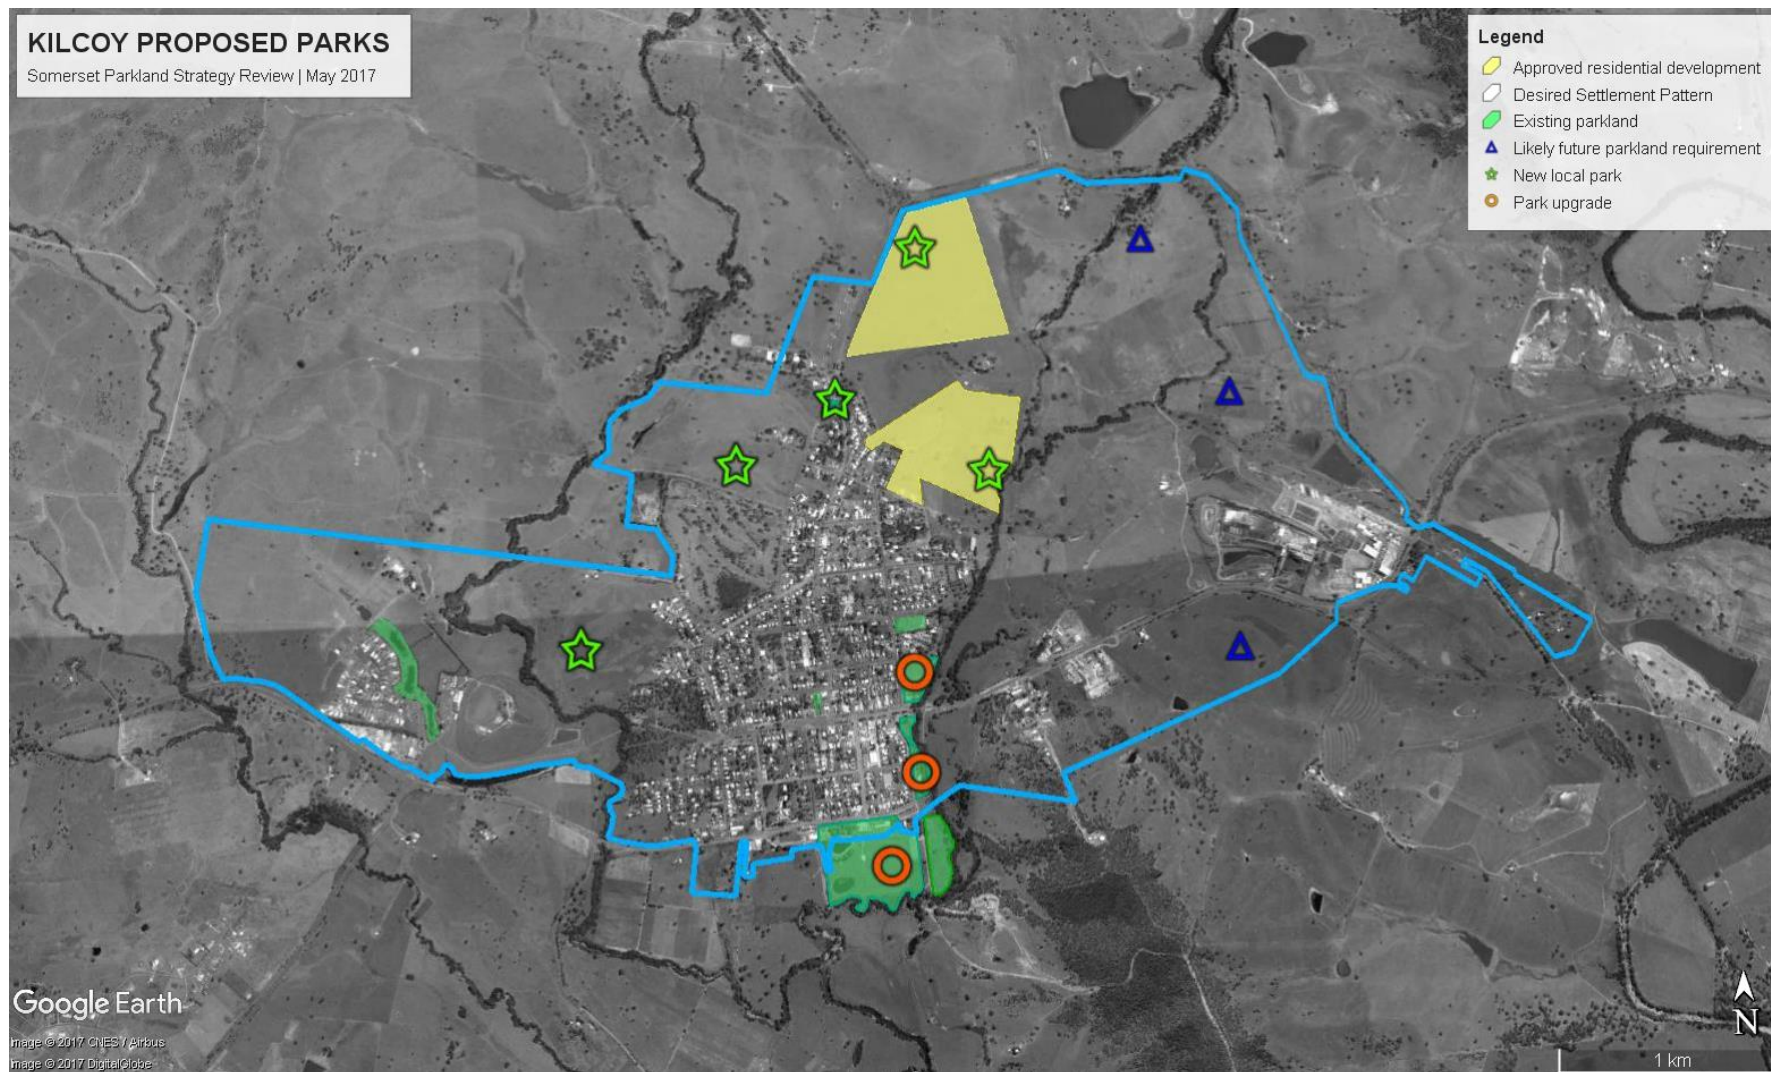 KILCOY PROPOSED PARKS
Somerset Parkland Strategy Review | May 2017
Legend
Approved residential development
Desired Settlement Pattern
Existing parkland
Likely future parkland requirement
New local park
Park upgrade
Google Earth
Image © 2017 CNES / Airbus
Image © 2017 DigitalGlobe
N
1 km